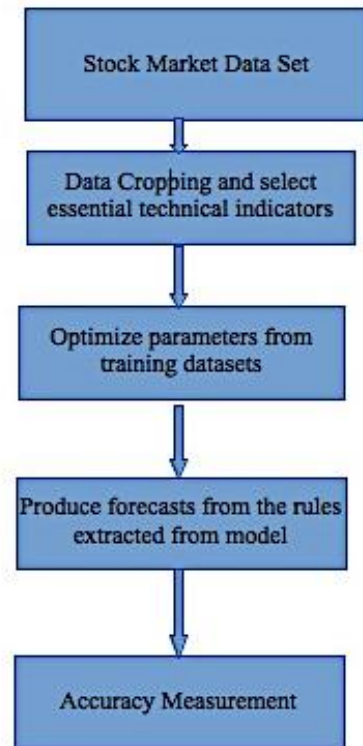 Stock Market Data Set
Data Cropping and select
essential technical indicators
Optimize parameters from
training datasets
Produce forecasts from the rules
extracted from model
Accuracy Measurement